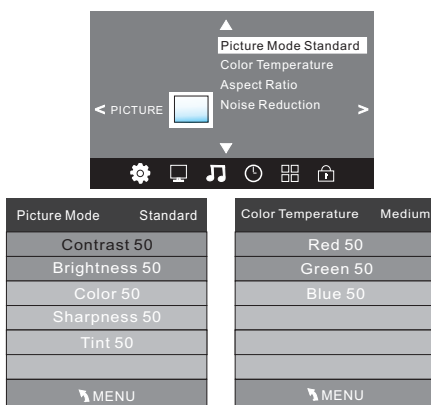 Picture Mode Standard
Color Temperature
Aspect Ratio
Noise Reduction
< PICTURE >
Picture Mode Standard
Contrast 50
Brightness 50
Color 50
Sharpness 50
Tint 50
MENU
Color Temperature Medium
Red 50
Green 50
Blue 50
MENU